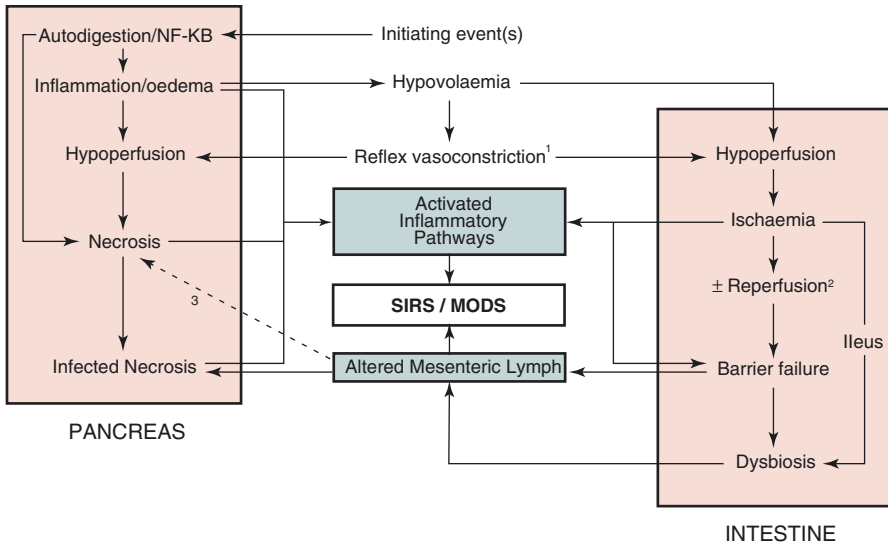 Autodigestion/NF-KB
Initiating event(s)
Inflammation/oedema
Hypovolaemia
Hypoperfusion
Reflex vasoconstriction¹
Hypoperfusion
Activated
Inflammatory
Pathways
Ischaemia
Necrosis
± Reperfusion²
3
SIRS / MODS
Ileus
Infected Necrosis
Altered Mesenteric Lymph
Barrier failure
PANCREAS
Dysbiosis
INTESTINE